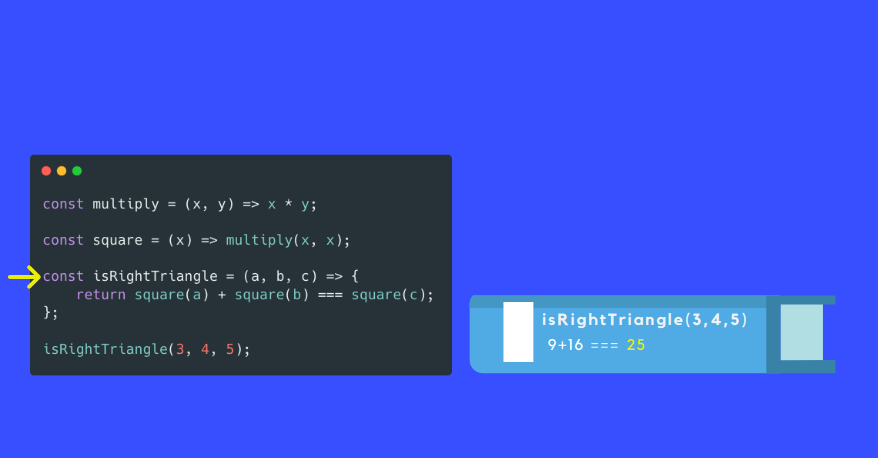 const multiply = (x, y) => x * y;
const square = (x) => multiply(x, x);
const isRightTriangle = (a, b, c) => {
    return square(a) + square(b) === square(c);
};
isRightTriangle(3, 4, 5);
isRightTriangle(3,4,5)
9+16 === 25